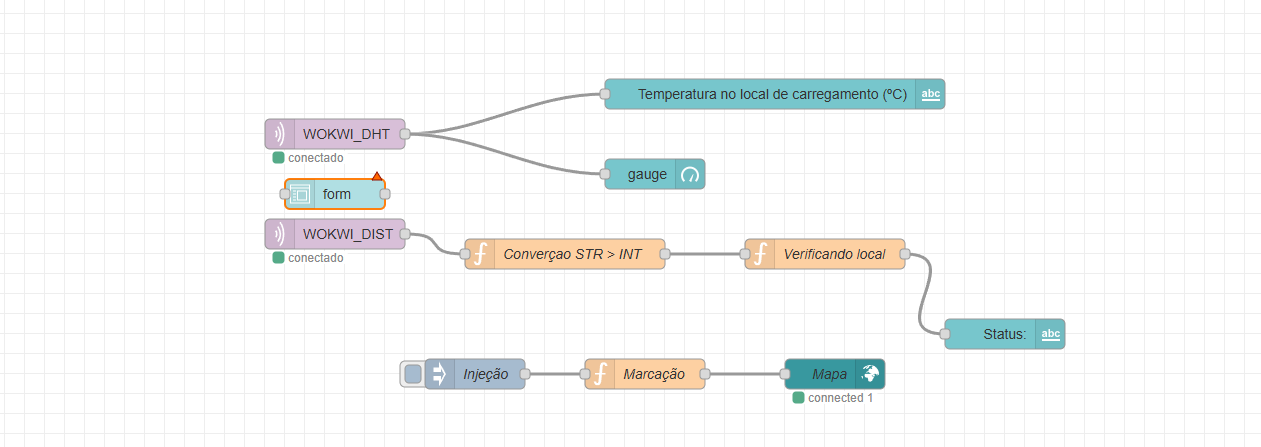 Temperatura no local de carregamento (ºC)
abc
WOKWI_DHT
conectado
gauge
form
WOKWI_DIST
conectado
Converçao STR > INT
Verificando local
Status:
abc
Injeção
Marcação
Mapa
connected 1